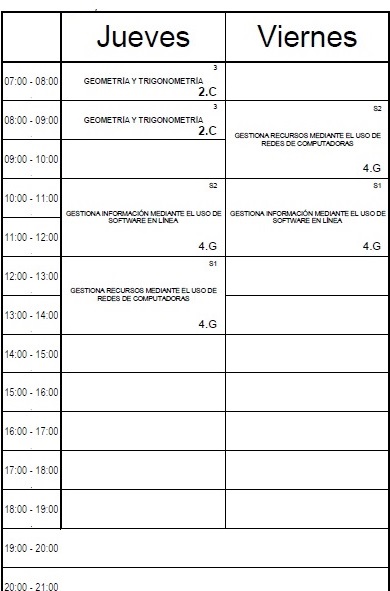 Jueves Viernes
07:00 - 08:00
3
GEOMETRÍA Y TRIGONOMETRÍA
2.C
08:00 - 09:00
3
GEOMETRÍA Y TRIGONOMETRÍA
2.C
S2
GESTIONA RECURSOS MEDIANTE EL USO DE
REDES DE COMPUTADORAS
4.G
09:00 - 10:00
10:00 - 11:00
S2
GESTIONA INFORMACIÓN MEDIANTE EL USO DE
SOFTWARE EN LÍNEA
4.G
S1
GESTIONA INFORMACIÓN MEDIANTE EL USO DE
SOFTWARE EN LÍNEA
4.G
11:00 - 12:00
12:00 - 13:00
S1
GESTIONA RECURSOS MEDIANTE EL USO DE
REDES DE COMPUTADORAS
4.G
13:00 - 14:00
14:00 - 15:00
15:00 - 16:00
16:00 - 17:00
17:00 - 18:00
18:00 - 19:00
19:00 - 20:00
20:00 - 21:00